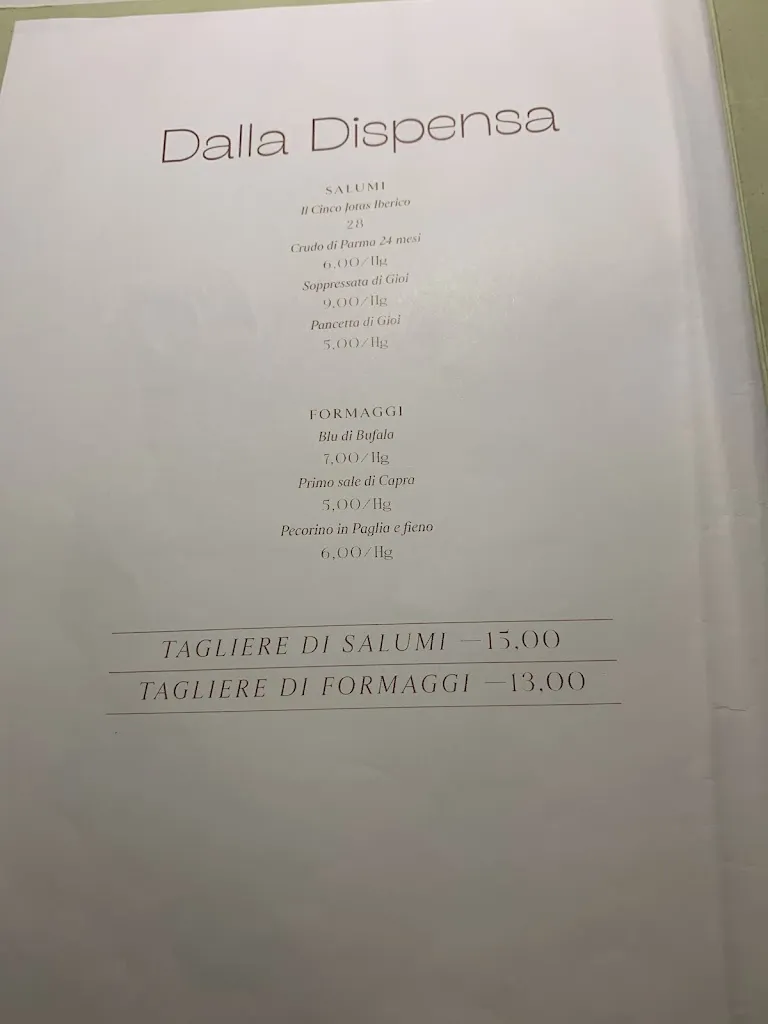 Dalla Dispensa
SALUMI
Il Cinco Jotas Iberico
28
Crudo di Parma 24 mesi
6,00/Hg
Soppressata di Gioi
9,00/Hg
Pancetta di Gioi
5,00/Hg
FORMAGGI
Blu di Bufala
7,00/Hg
Primo sale di Capra
5,00/Hg
Pecorino in Paglia e fieno
6,00/Hg
TAGLIERE DI SALUMI —15,00
TAGLIERE DI FORMAGGI —13,00